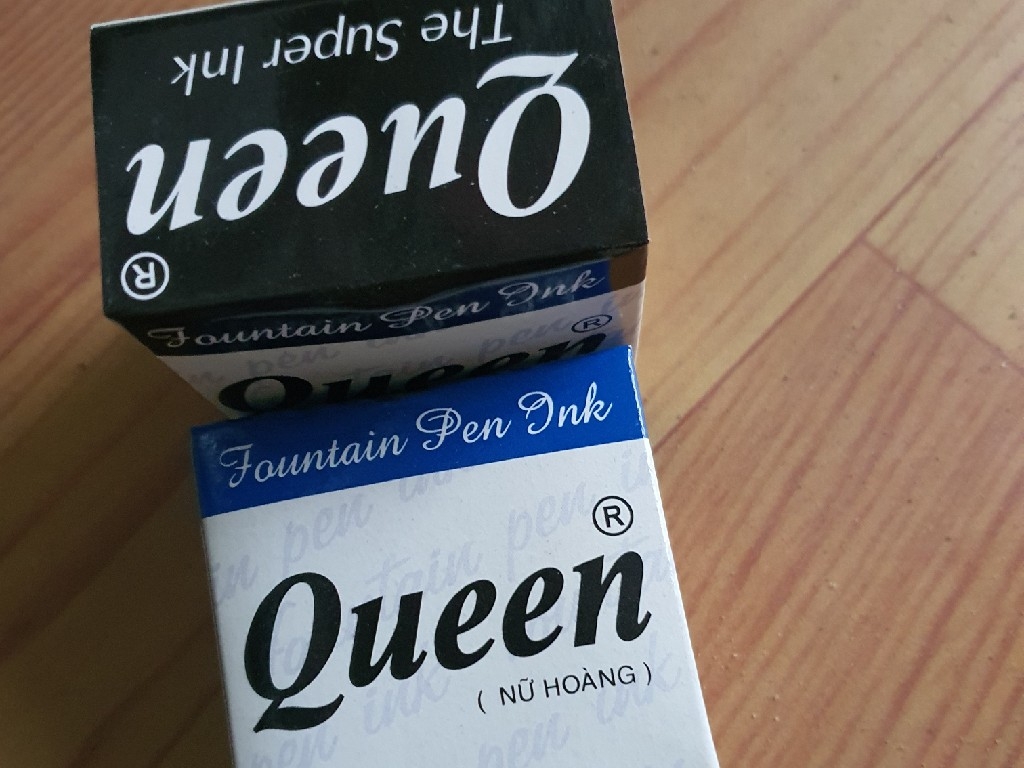 Queen
The Super Ink
®
Fountain Pen Ink
®
Queen
Fountain Pen Ink
®
Queen
( NỮ HOÀNG )